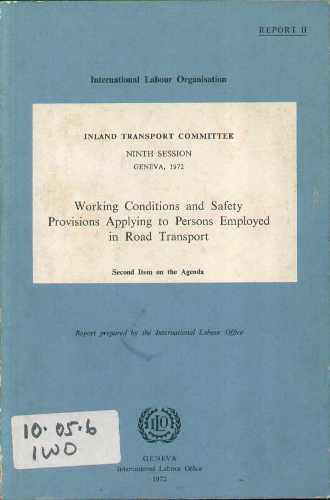 REPORT II
International Labour Organisation
INLAND TRANSPORT COMMITTEE
NINTH SESSION
GENEVA, 1972
Working Conditions and Safety
Provisions Applying to Persons Employed
in Road Transport
Second Item on the Agenda
Report prepared by the International Labour Office
10.05.6
IWO
ILO
GENEVA
International Labour Office
1972